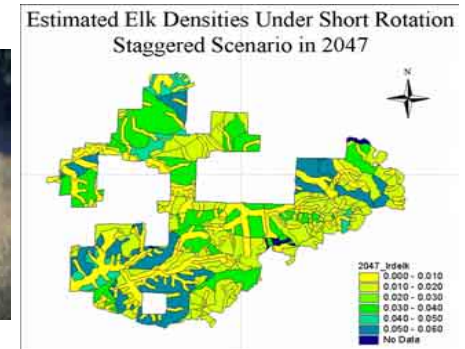 Estimated Elk Densities Under Short Rotation
Staggered Scenario in 2047
N
2047_lrdelk
0.000 - 0.010
0.010 - 0.020
0.020 - 0.030
0.030 - 0.040
0.040 - 0.050
0.050 - 0.060
No Data